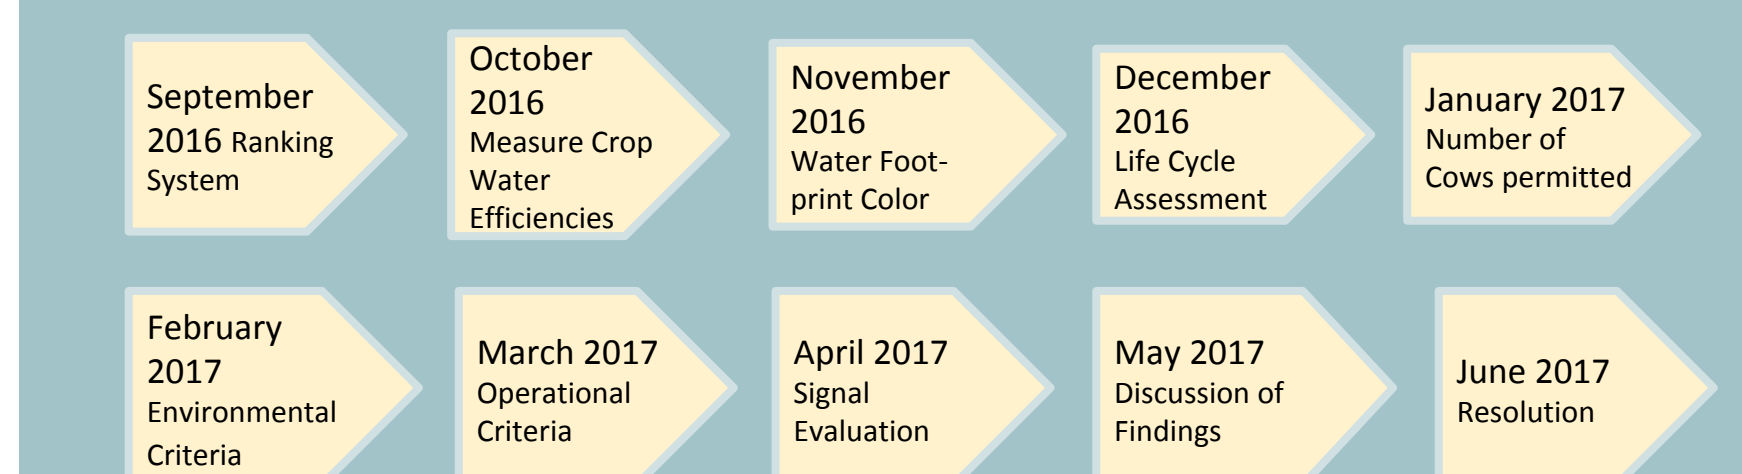 September
2016 Ranking
System
October
2016
Measure Crop
Water
Efficiencies
November
2016
Water Foot-
print Color
December
2016
Life Cycle
Assessment
January 2017
Number of
Cows permitted
February
2017
Environmental
Criteria
March 2017
Operational
Criteria
April 2017
Signal
Evaluation
May 2017
Discussion of
Findings
June 2017
Resolution